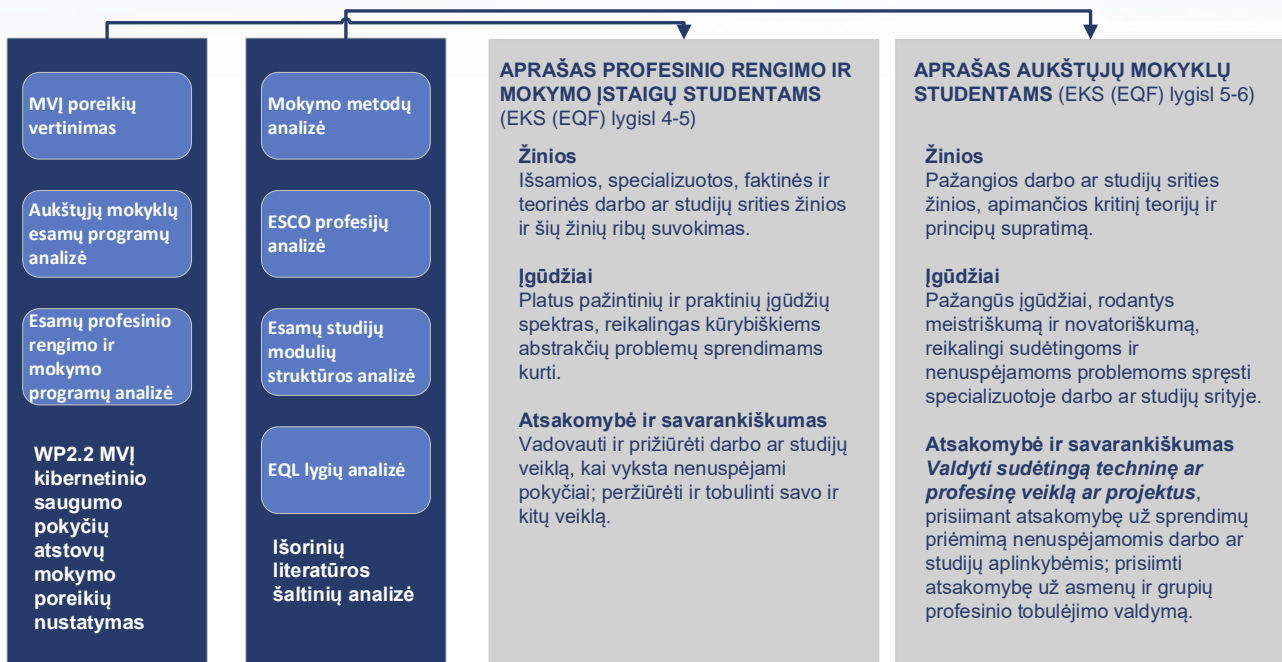 MVĮ poreikių
vertinimas
Aukštųjų mokyklų
esamų programų
analizė
Esamų profesinio
rengimo ir
mokymo
programų analizė
WP2.2 MVĮ
kibernetinio
saugumo
pokyčių
atstovų
mokymo
poreikių
nustatymas
Mokymo metodų
analizė
ESCO profesijų
analizė
Esamų studijų
modulių
struktūros analizė
EQL lygių analizė
Išorinių
literatūros
šaltinių analizė
APRAŠAS PROFESINIO RENGIMO IR
MOKYMO ĮSTAIGŲ STUDENTAMS
(EKS (EQF) lygisl 4-5)
Žinios
Išsamios, specializuotos, faktinės ir
teorinės darbo ar studijų srities žinios
ir šių žinių ribų suvokimas.
Įgūdžiai
Platus pažintinių ir praktinių įgūdžių
spektras, reikalingas kūrybiškiems
abstrakčių problemų sprendimams
kurti.
Atsakomybė ir savarankiškumas
Vadovauti ir prižiūrėti darbo ar studijų
veiklą, kai vyksta nenuspėjami
pokyčiai; peržiūrėti ir tobulinti savo ir
kitų veiklą.
APRAŠAS AUKŠTŲJŲ MOKYKLŲ
STUDENTAMS (EKS (EQF) lygisl 5-6)
Žinios
Pažangios darbo ar studijų srities
žinios, apimančios kritinį teorijų ir
principų supratimą.
Įgūdžiai
Pažangūs įgūdžiai, rodantys
meistriškumą ir novatoriškumą,
reikalingi sudėtingoms ir
nenuspėjamoms problemoms spręsti
specializuotoje darbo ar studijų srityje.
Atsakomybė ir savarankiškumas
Valdyti sudėtingą techninę ar
profesinę veiklą ar projektus,
prisiimant atsakomybę už sprendimų
priėmimą nenuspėjamomis darbo ar
studijų aplinkybėmis; prisiimti
atsakomybę už asmenų ir grupių
profesinio tobulėjimo valdymą.